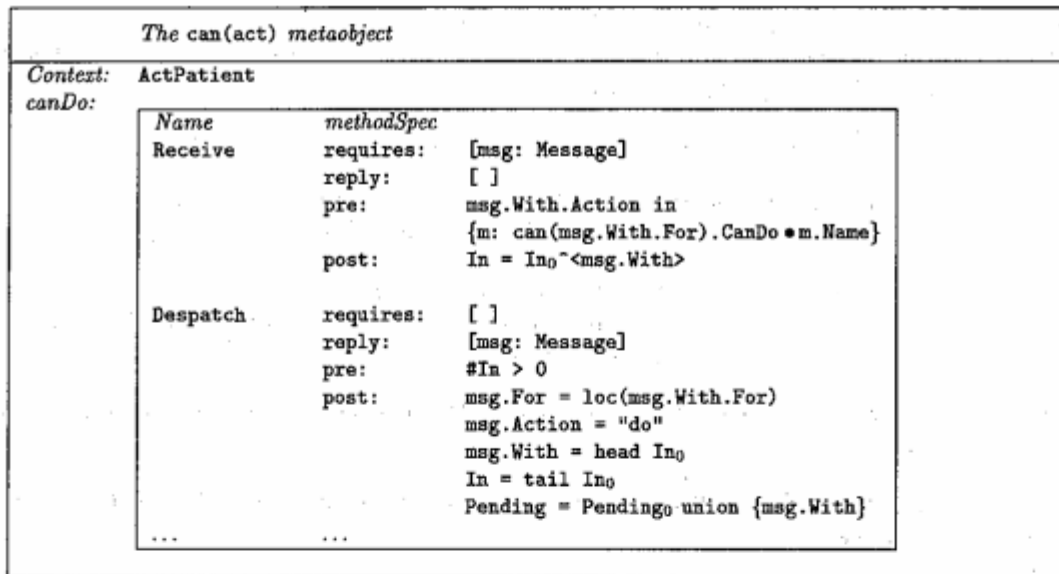 The can(act) metaobject
Context: ActPatient
canDo:
Name methodSpec
Receive requires: [msg: Message]
reply: [ ]
pre: msg.With.Action in
{m: can(msg.With.For).CanDo ● m.Name}
post: In = In₀^<msg.With>
Despatch requires: [ ]
reply: [msg: Message]
pre: #In > 0
post: msg.For = loc(msg.With.For)
msg.Action = "do"
msg.With = head In₀
In = tail In₀
Pending = Pending₀ union {msg.With}
... ...